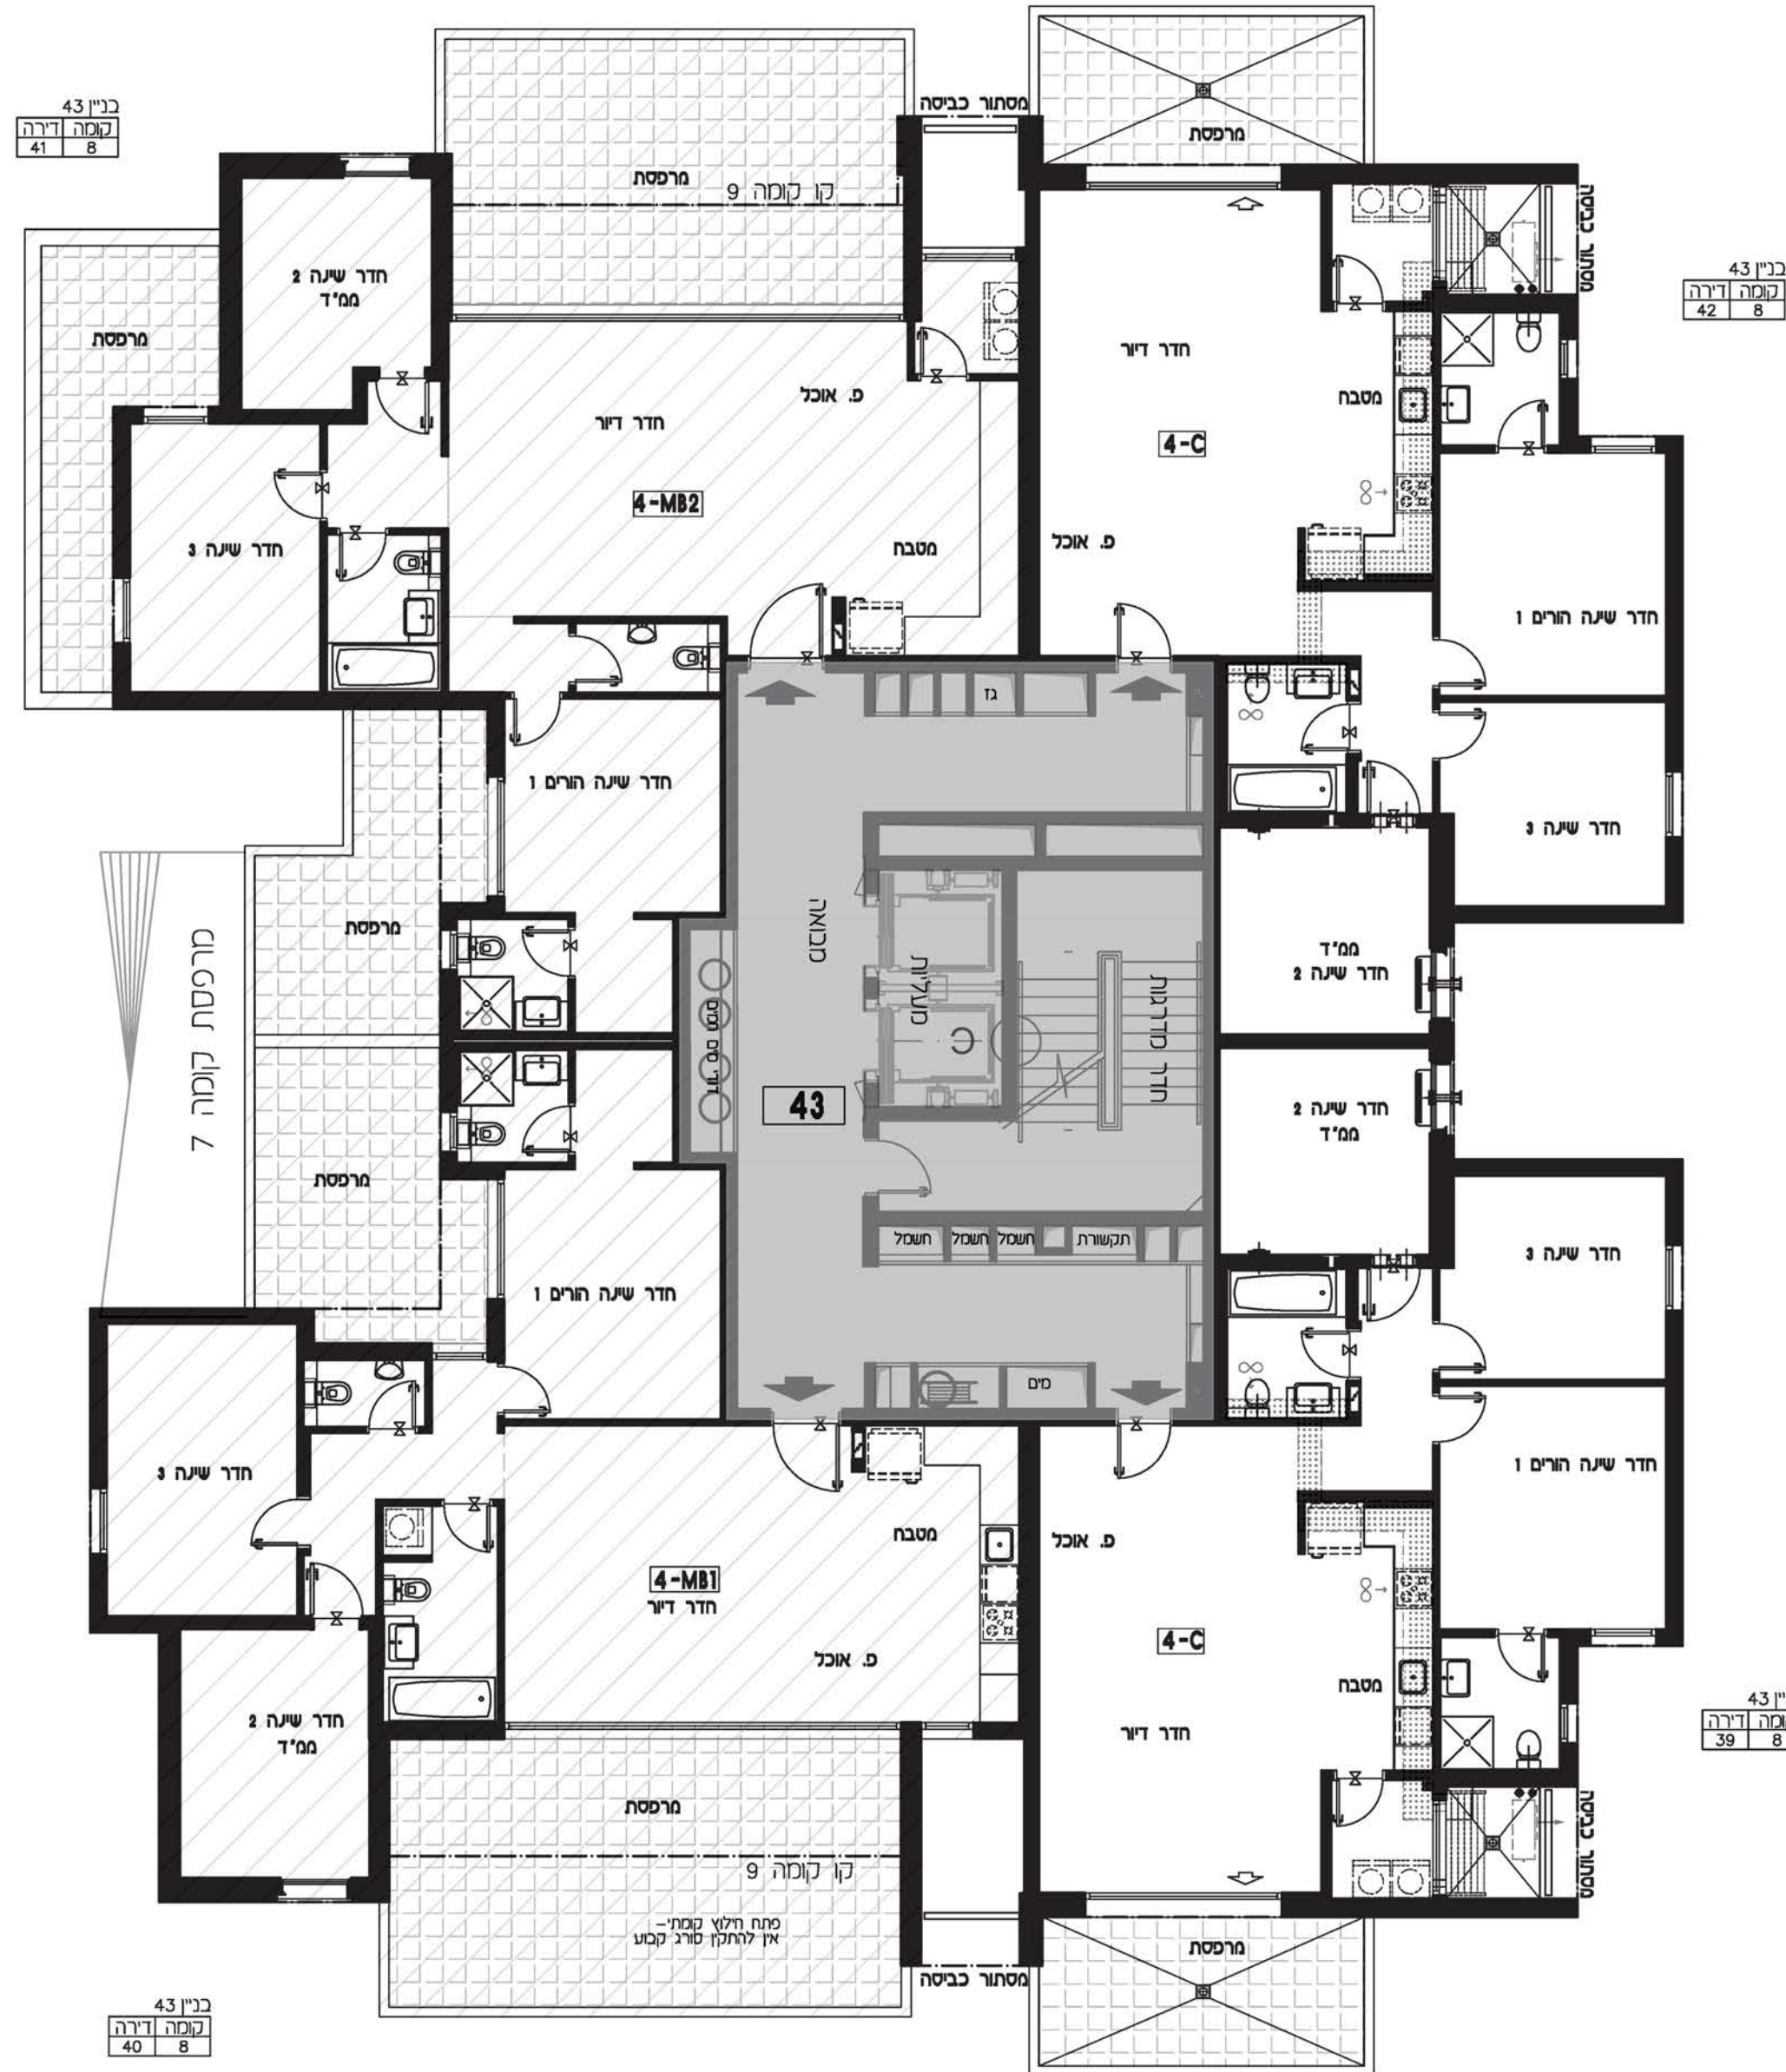 בניין 43
קומה דירה
8 41
מסתור כביסה
מרפסת
מרפסת
קו קומה 9
מסתור כביסה
בניין 43
קומה דירה
8 42
חדר שינה 2
ממ"ד
מרפסת
חדר דיור
פ. אוכל
חדר דיור
מטבח
4-C
4-MB2
פ. אוכל
מטבח
חדר שינה 3
חדר שינה הורים 1
גז
חדר שינה הורים 1
חדר שינה 3
מרפסת
מבואה
מעליות
חדר מדרגות
ממ"ד
חדר שינה 2
מרפסת קומה 7
43
חדר שינה 2
ממ"ד
מרפסת
חשמל
חשמל
חשמל
תקשורת
חדר שינה 3
חדר שינה הורים 1
מים
חדר שינה 3
חדר שינה הורים 1
מטבח
פ. אוכל
4-MB1
חדר דיור
פ. אוכל
4-C
מטבח
חדר דיור
חדר שינה 2
ממ"ד
יין 43
ומה דירה
8 39
מרפסת
קו קומה 9
מסתור כביסה
פתח חילוץ קומתי-
אין להתקין סורג קבוע
מרפסת
מסתור כביסה
בניין 43
קומה דירה
8 40